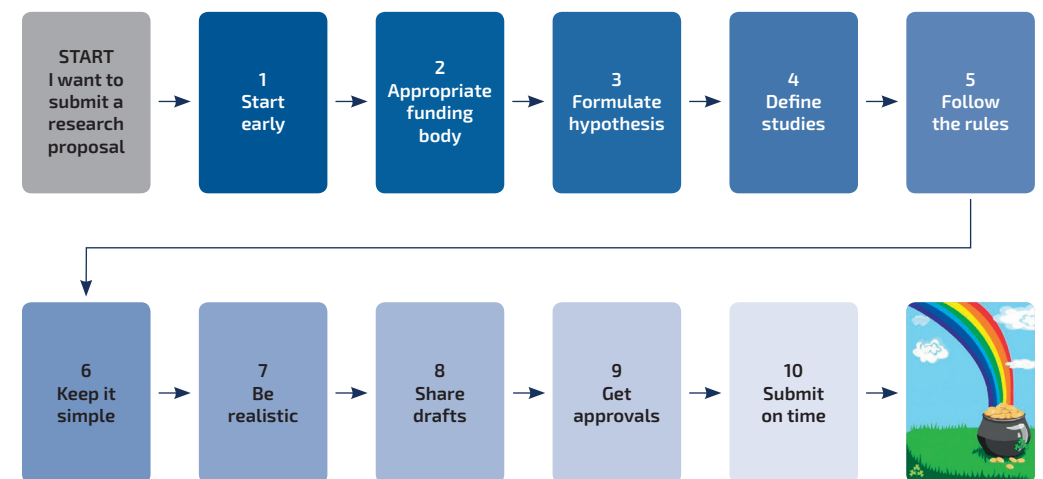 START
I want to
submit a
research
proposal
1
Start
early
2
Appropriate
funding
body
3
Formulate
hypothesis
4
Define
studies
5
Follow
the rules
6
Keep it
simple
7
Be
realistic
8
Share
drafts
9
Get
approvals
10
Submit
on time